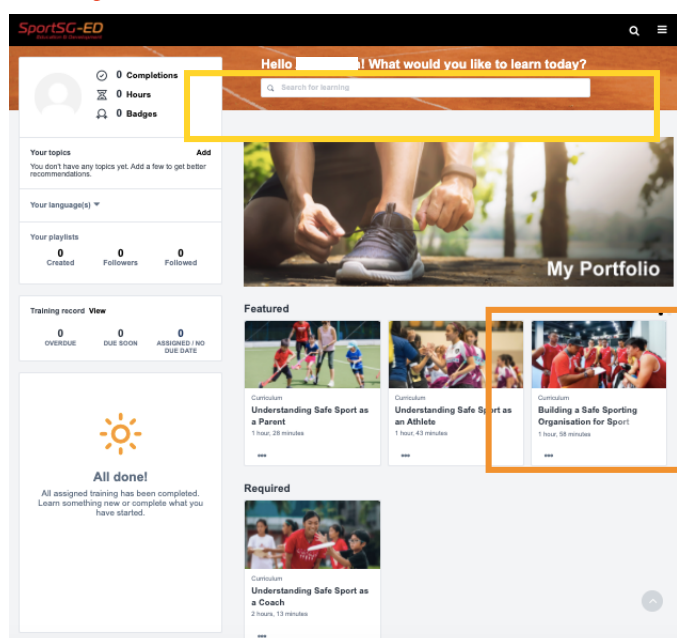 SportSG-ED
Education & Development
Hello ! What would you like to learn today?
Search for learning
0 Completions
0 Hours
0 Badges
Your topics Add
You don't have any topics yet. Add a few to get better
recommendations.
Your language(s)
Your playlists
0 0 0
Created Followers Followed
My Portfolio
Training record View
0 0 0
OVERDUE DUE SOON ASSIGNED / NO
DUE DATE
All done!
All assigned training has been completed.
Learn something new or complete what you
have started.
Featured
Curriculum
Understanding Safe Sport as
a Parent
1 hour, 28 minutes
Curriculum
Understanding Safe Sport as
an Athlete
1 hour, 43 minutes
Curriculum
Building a Safe Sporting
Organisation for Sport
1 hour, 58 minutes
Required
Curriculum
Understanding Safe Sport as
a Coach
2 hours, 13 minutes